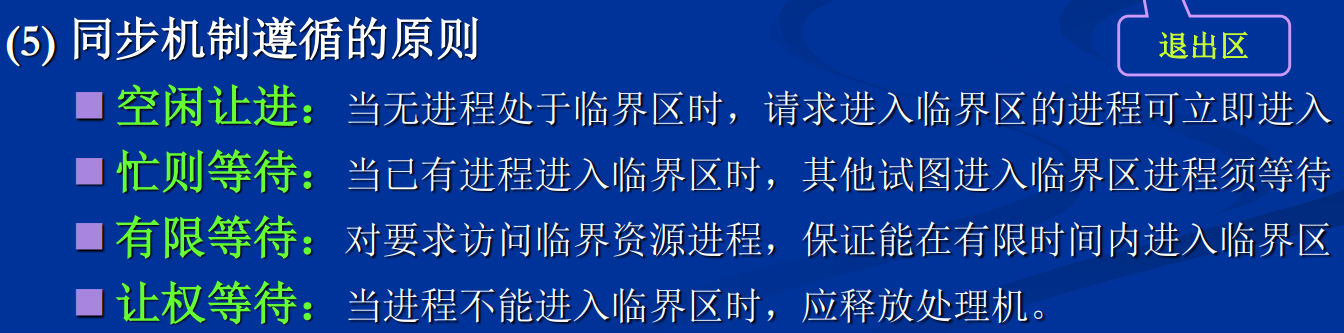 (5) 同步机制遵循的原则
退出区
空闲让进：当无进程处于临界区时，请求进入临界区的进程可立即进入
忙则等待：当已有进程进入临界区时，其他试图进入临界区进程须等待
有限等待：对要求访问临界资源进程，保证能在有限时间内进入临界区
让权等待：当进程不能进入临界区时，应释放处理机。